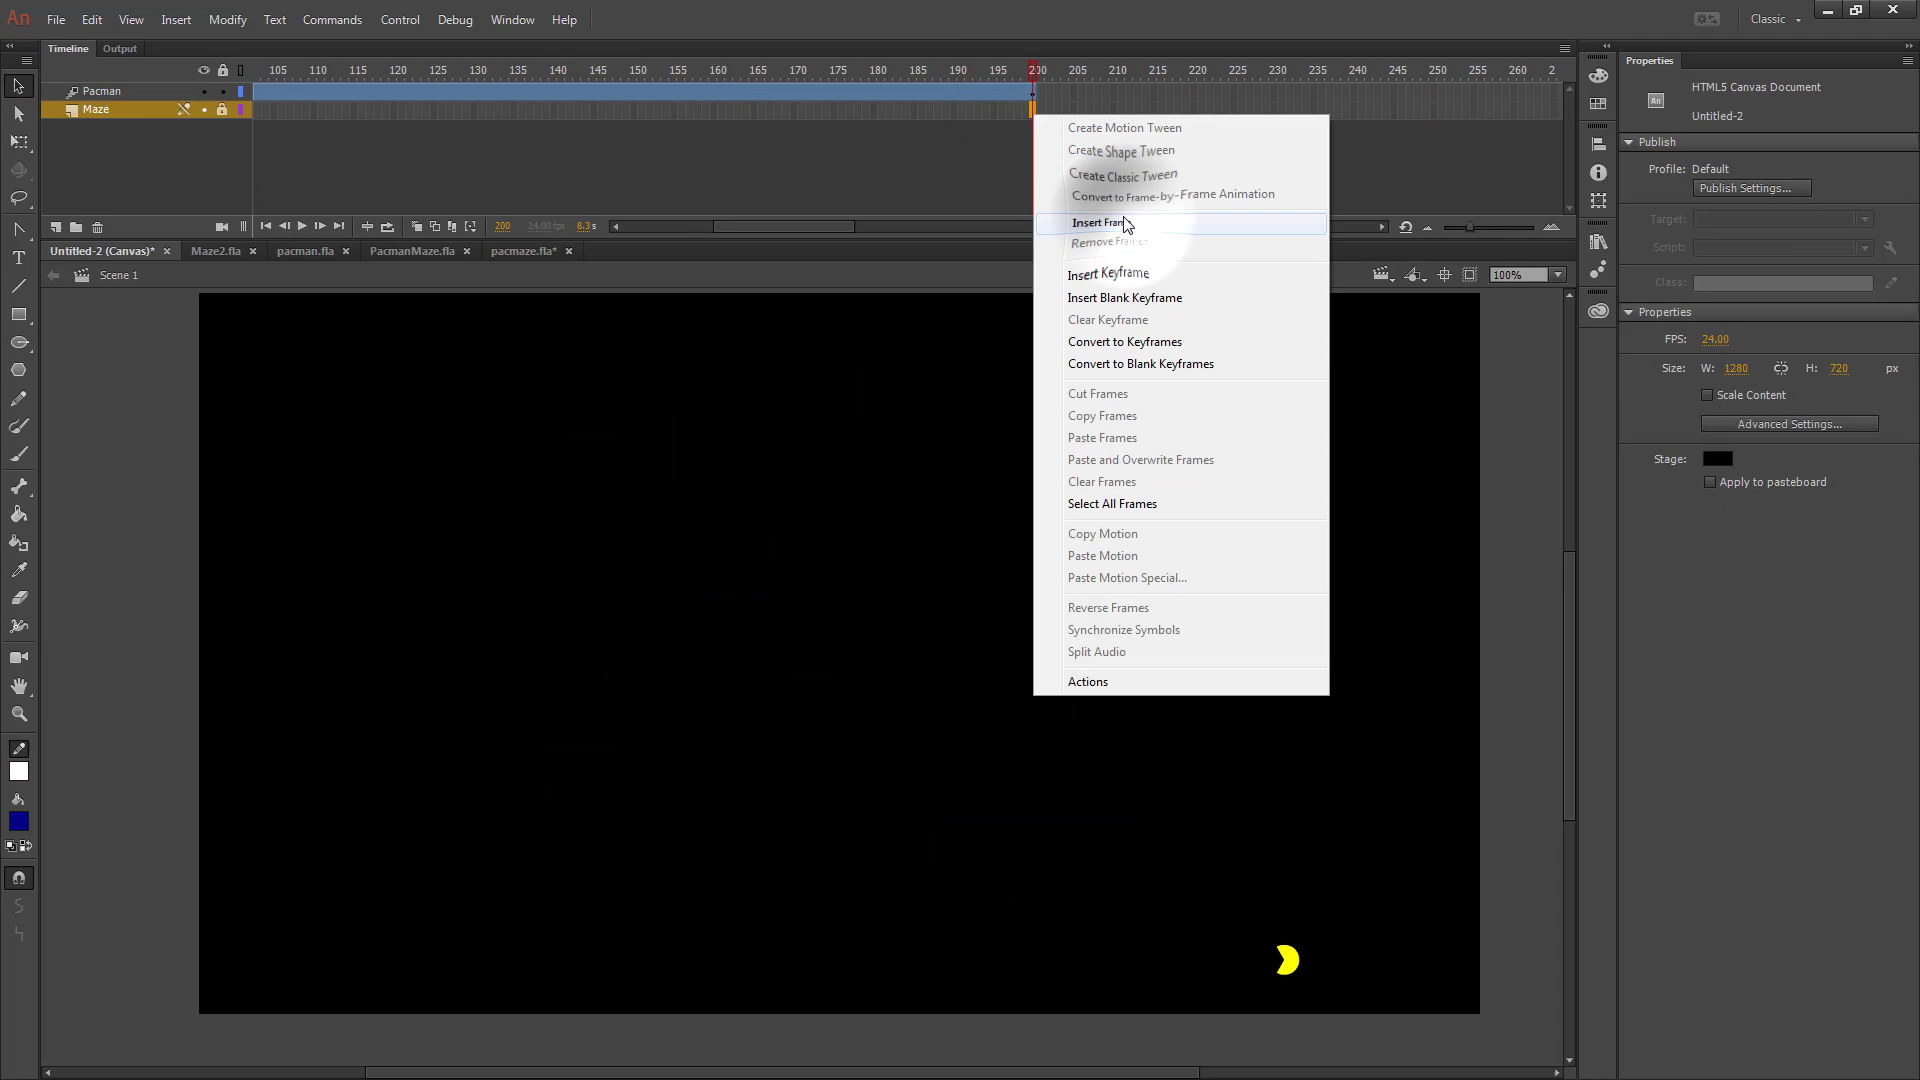 An File Edit View Insert Modify Text Commands Control Debug Window Help Classic
Timeline Output
Properties
105 110 115 120 125 130 135 140 145 150 155 160 165 170 175 180 185 190 195 200 205 210 215 220 225 230 235 240 245 250 255 260 2
Pacman
Maze
An
HTML5 Canvas Document
Untitled-2
Publish
Profile: Default
Publish Settings...
Target:
Script:
Class:
Create Motion Tween
Create Shape Tween
Create Classic Tween
Convert to Frame-by-Frame Animation
Insert Frame
Remove Frames
Insert Keyframe
Insert Blank Keyframe
Clear Keyframe
Convert to Keyframes
Convert to Blank Keyframes
Cut Frames
Copy Frames
Paste Frames
Paste and Overwrite Frames
Clear Frames
Select All Frames
Copy Motion
Paste Motion
Paste Motion Special...
Reverse Frames
Synchronize Symbols
Split Audio
Actions
200 24.00 fps 8.3 s
Untitled-2 (Canvas)* Maze2.fla pacman.fla PacmanMaze.fla pacmaze.fla*
Scene 1
100%
Properties
FPS: 24.00
Size: W: 1280 H: 720 px
Scale Content
Advanced Settings...
Stage:
Apply to pasteboard